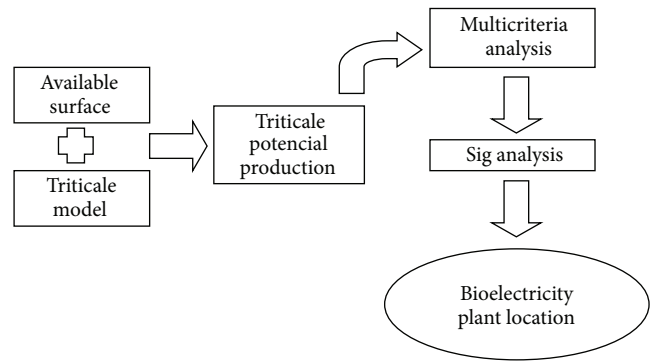 Available
surface
Triticale
model
Triticale
potencial
production
Multicriteria
analysis
Sig analysis
Bioelectricity
plant location